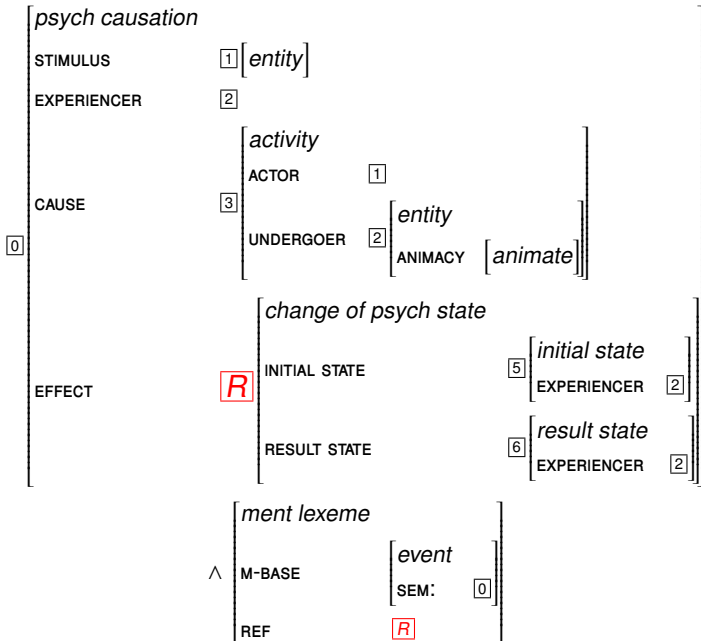 psych causation
STIMULUS 1 [entity]
EXPERIENCER 2
activity
ACTOR 1
CAUSE 3
entity
UNDERGOER 2
ANIMACY [animate]
0
change of psych state
initial state
INITIAL STATE 5
EXPERIENCER 2
EFFECT R
result state
RESULT STATE 6
EXPERIENCER 2
ment lexeme
event
∧ M-BASE
SEM: 0
REF R